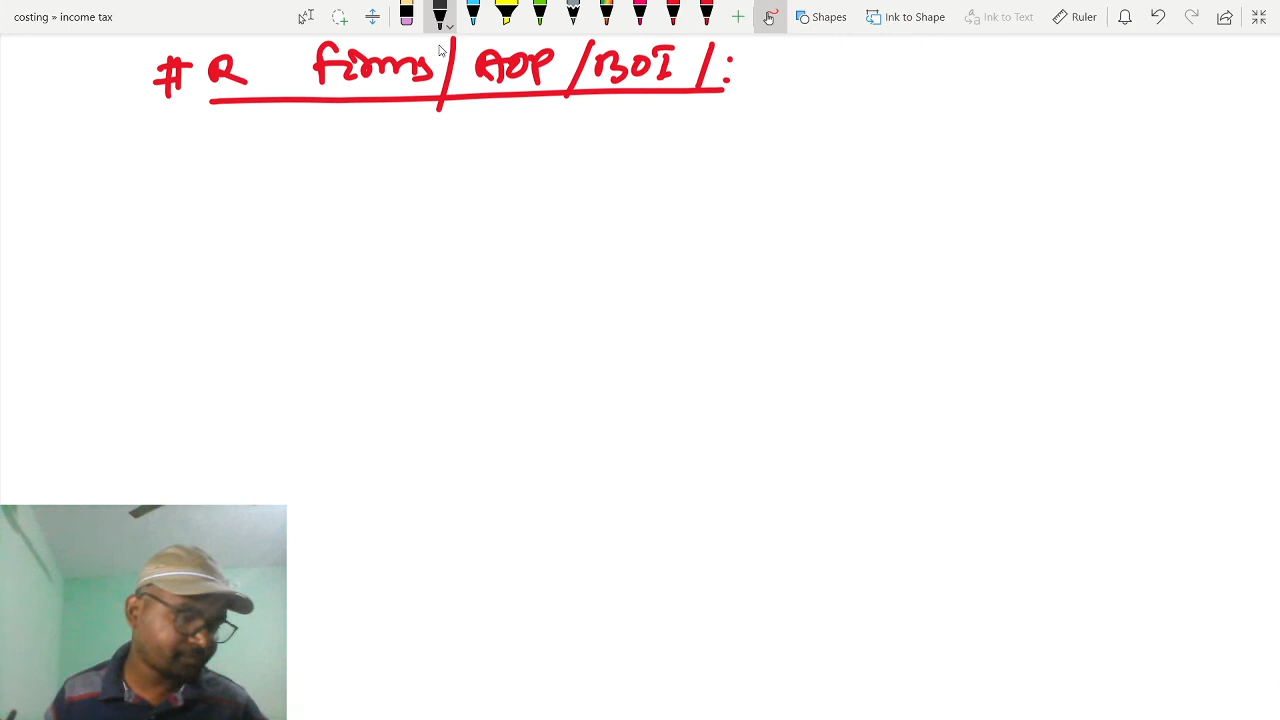 costing » income tax
Shapes Ink to Shape Ink to Text Ruler
# R firms / AOP / BOI / :